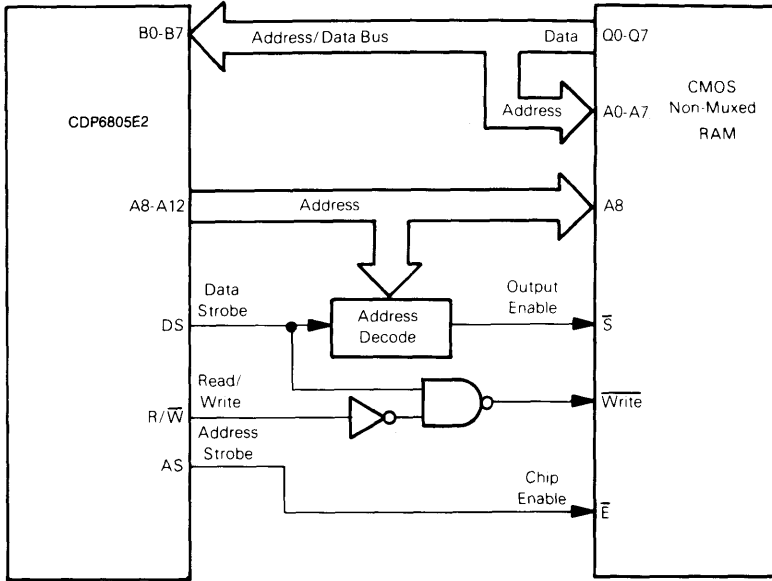 B0-B7
Address/Data Bus
Data
Q0-Q7
CDP6805E2
Address
A0-A7
CMOS
Non-Muxed
RAM
A8-A12
Address
A8
Data
Strobe
DS
Address
Decode
Output
Enable
S̅
Read/
Write
R/W̅
W̅r̅i̅t̅e̅
Address
Strobe
AS
Chip
Enable
E̅